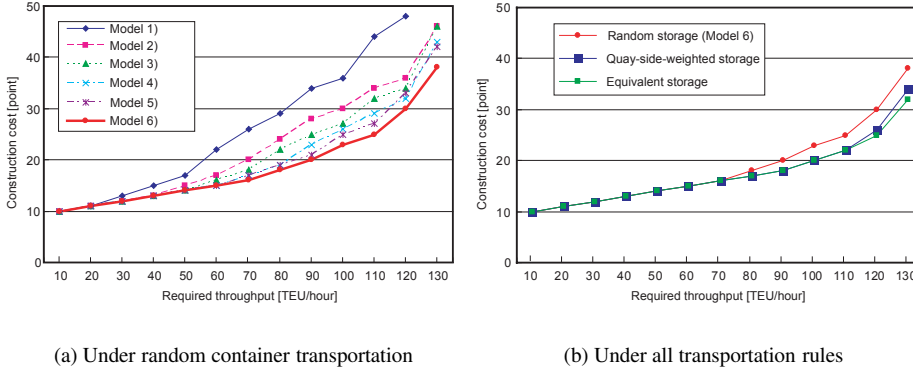 Construction cost [point]
50
40
30
20
10
0
Model 1)
Model 2)
Model 3)
Model 4)
Model 5)
Model 6)
10 20 30 40 50 60 70 80 90 100 110 120 130
Required throughput [TEU/hour]
(a) Under random container transportation
Construction cost [point]
50
40
30
20
10
0
Random storage (Model 6)
Quay-side-weighted storage
Equivalent storage
10 20 30 40 50 60 70 80 90 100 110 120 130
Required throughput [TEU/hour]
(b) Under all transportation rules